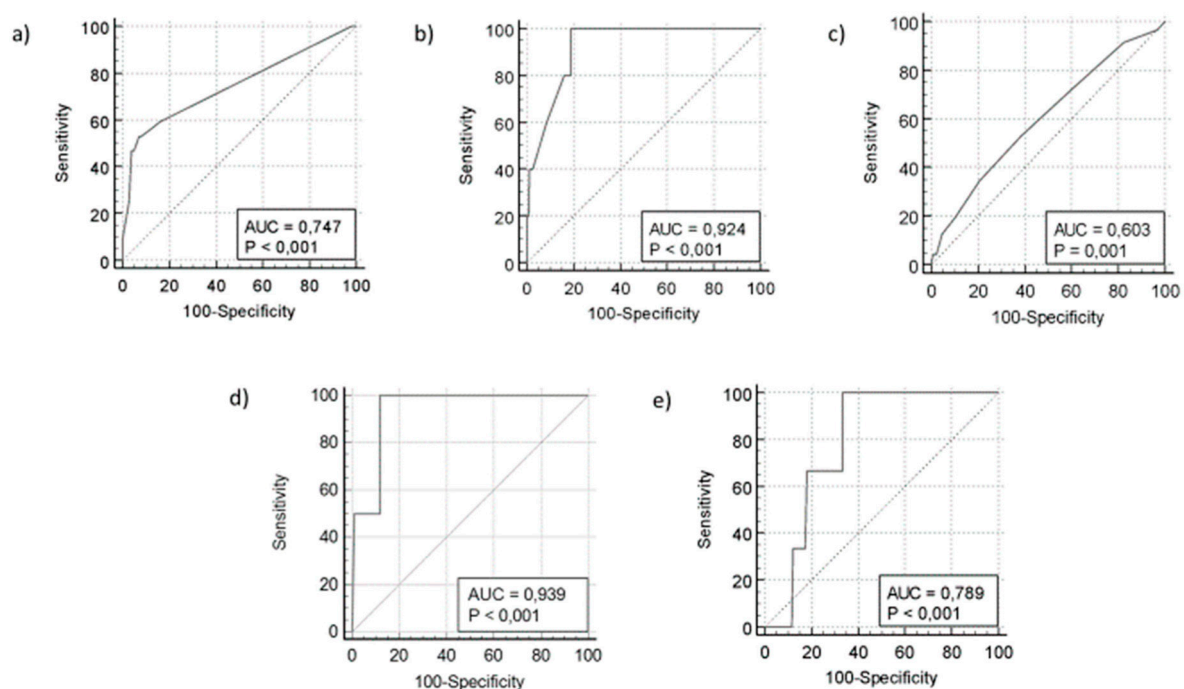 a)
100
80
60
40
20
0
Sensitivity
AUC = 0,747
P < 0,001
0 20 40 60 80 100
100-Specificity
b)
100
80
60
40
20
0
Sensitivity
AUC = 0,924
P < 0,001
0 20 40 60 80 100
100-Specificity
c)
100
80
60
40
20
0
Sensitivity
AUC = 0,603
P = 0,001
0 20 40 60 80 100
100-Specificity
d)
100
80
60
40
20
0
Sensitivity
AUC = 0,939
P < 0,001
0 20 40 60 80 100
100-Specificity
e)
100
80
60
40
20
0
Sensitivity
AUC = 0,789
P < 0,001
0 20 40 60 80 100
100-Specificity